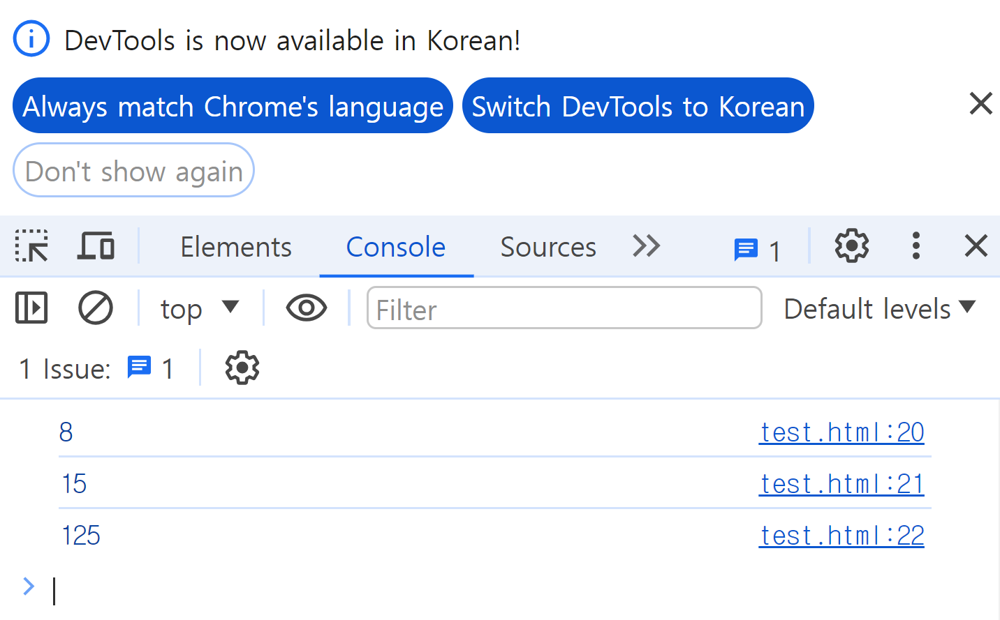 DevTools is now available in Korean!
Always match Chrome's language Switch DevTools to Korean
Don't show again
Elements Console Sources 1
top Filter Default levels
1 Issue: 1
8 test.html:20
15 test.html:21
125 test.html:22